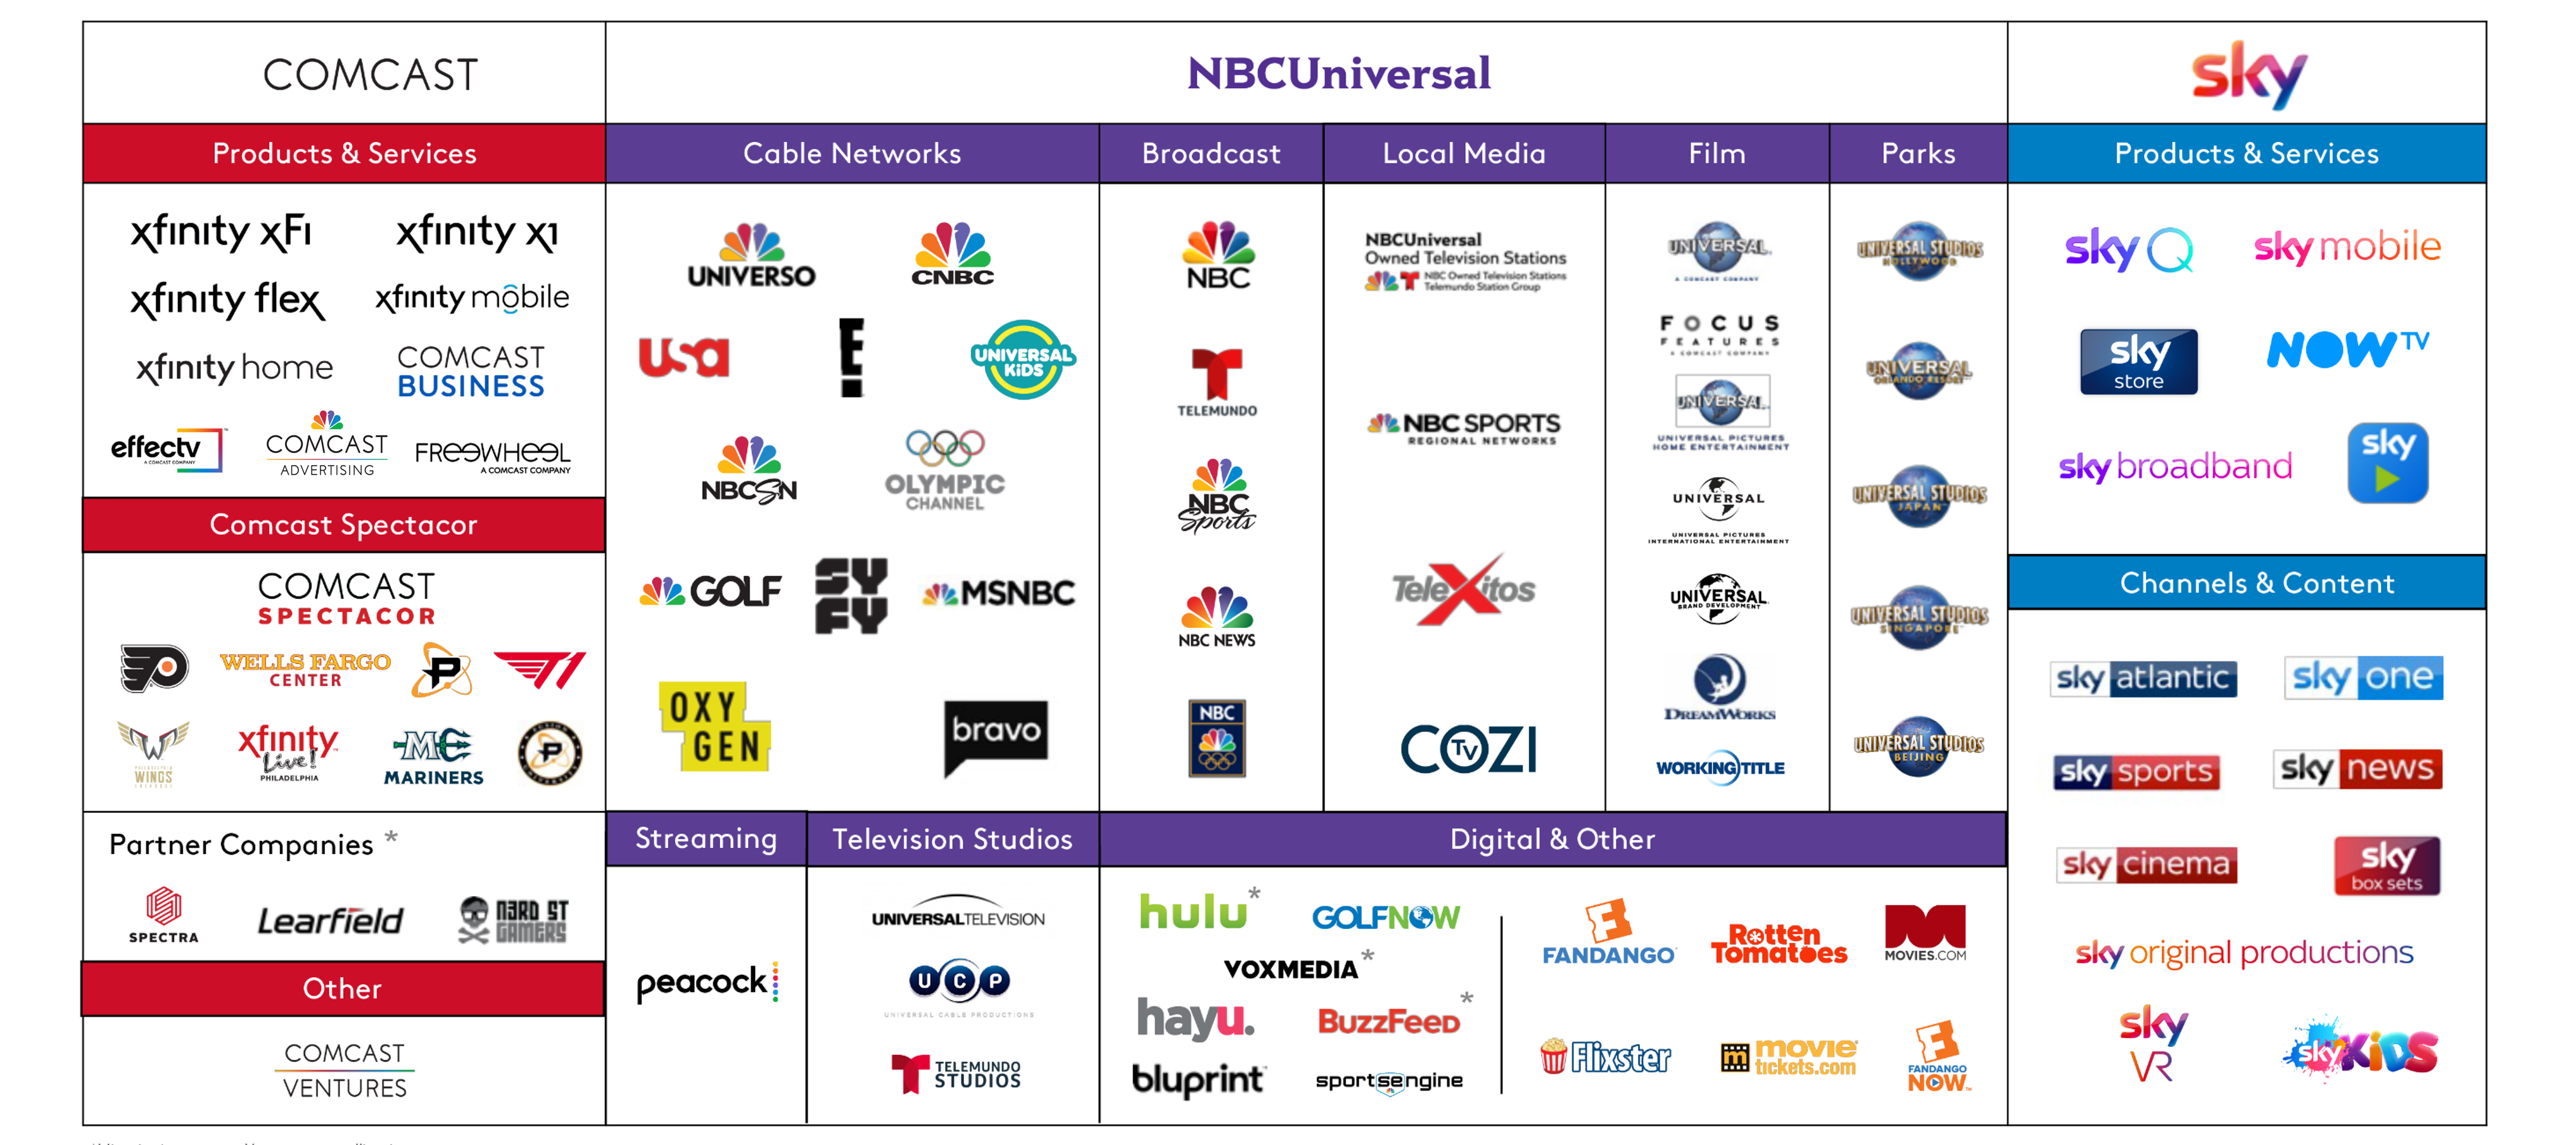 COMCAST
NBCUniversal
sky
Products & Services
Cable Networks
Broadcast
Local Media
Film
Parks
Products & Services
xfinity xFi
xfinity x1
xfinity flex
xfinity mobile
xfinity home
COMCAST
BUSINESS
effectv
A COMCAST COMPANY
COMCAST
ADVERTISING
FREEWHEEL
A COMCAST COMPANY
Comcast Spectacor
COMCAST
SPECTACOR
P
WELLS FARGO
CENTER
P
T1
W
PHILADELPHIA
WINGS
LACROSSE
xfinity
Live!
PHILADELPHIA
ME
MARINERS
P
Partner Companies *
SPECTRA
Learfield
N3RD ST
GAMERS
Other
COMCAST
VENTURES
UNIVERSO
CNBC
USA
E!
UNIVERSAL
KiDS
NBCSN
OLYMPIC
CHANNEL
GOLF
SYFY
MSNBC
OXYGEN
bravo
NBC
TELEMUNDO
NBC
Sports
NBC NEWS
NBC
NBCUniversal
Owned Television Stations
NBC Owned Television Stations
Telemundo Station Group
NBC SPORTS
REGIONAL NETWORKS
TeleXitos
COZI
TV
UNIVERSAL
A COMCAST COMPANY
FOCUS
FEATURES
A COMCAST COMPANY
UNIVERSAL
UNIVERSAL PICTURES
HOME ENTERTAINMENT
UNIVERSAL
UNIVERSAL PICTURES
INTERNATIONAL ENTERTAINMENT
UNIVERSAL
BRAND DEVELOPMENT
DREAMWORKS
WORKING TITLE
UNIVERSAL STUDIOS
HOLLYWOOD
UNIVERSAL
ORLANDO RESORT
UNIVERSAL STUDIOS
JAPAN
UNIVERSAL STUDIOS
SINGAPORE
UNIVERSAL STUDIOS
BEIJING
Streaming
Television Studios
Digital & Other
peacock
UNIVERSALTELEVISION
UCP
UNIVERSAL CABLE PRODUCTIONS
TELEMUNDO
STUDIOS
hulu*
GOLFNOW
VOXMEDIA*
hayu.
BuzzFeed*
bluprint
sportsengine
FANDANGO
Rotten
Tomatoes
M
MOVIES.COM
Flixster
m movie
tickets.com
FANDANGO
NOW
sky Q
sky mobile
sky
store
NOW TV
sky broadband
sky
Channels & Content
sky atlantic
sky one
sky sports
sky news
sky cinema
sky
box sets
sky original productions
sky
VR
sky KiDS